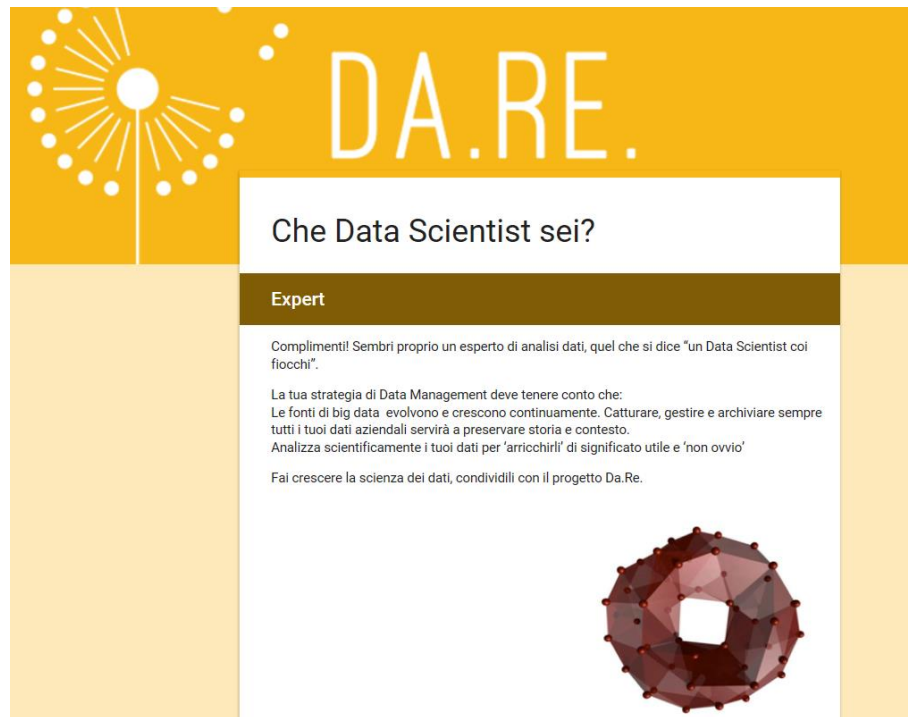 DA.RE.
Che Data Scientist sei?
Expert
Complimenti! Sembri proprio un esperto di analisi dati, quel che si dice “un Data Scientist coi
fiocchi”.
La tua strategia di Data Management deve tenere conto che:
Le fonti di big data  evolvono e crescono continuamente. Catturare, gestire e archiviare sempre
tutti i tuoi dati aziendali servirà a preservare storia e contesto.
Analizza scientificamente i tuoi dati per ‘arricchirli’ di significato utile e ‘non ovvio’
Fai crescere la scienza dei dati, condividili con il progetto Da.Re.